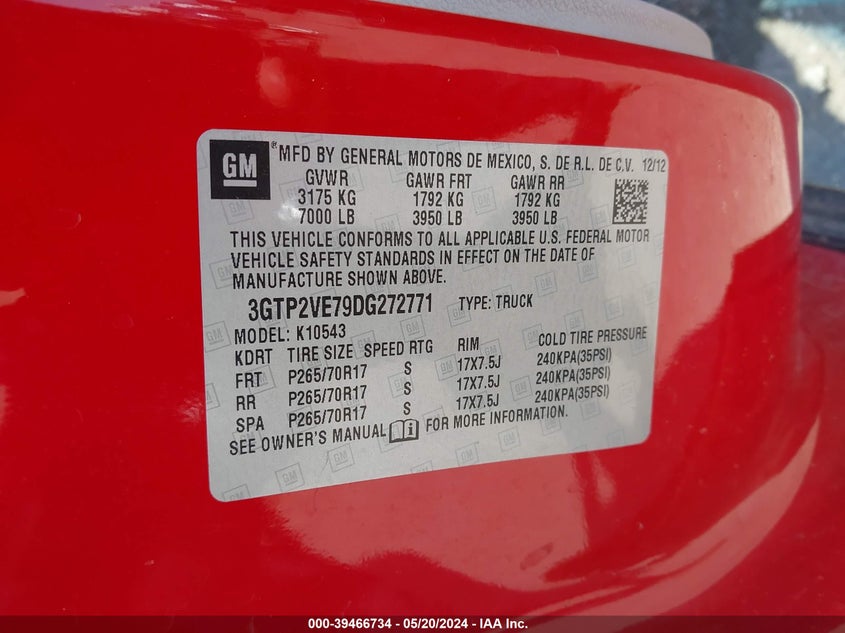 GM ® MFD BY GENERAL MOTORS DE MEXICO, S. DE R.L. DE C.V. 12/12
GVWR GAWR FRT GAWR RR
3175 KG 1792 KG 1792 KG
7000 LB 3950 LB 3950 LB
THIS VEHICLE CONFORMS TO ALL APPLICABLE U.S. FEDERAL MOTOR
VEHICLE SAFETY STANDARDS IN EFFECT ON THE DATE OF
MANUFACTURE SHOWN ABOVE.
3GTP2VE79DG272771 TYPE: TRUCK
MODEL: K10543
KDRT TIRE SIZE SPEED RTG RIM COLD TIRE PRESSURE
FRT P265/70R17 S 17X7.5J 240KPA(35PSI)
RR P265/70R17 S 17X7.5J 240KPA(35PSI)
SPA P265/70R17 S 17X7.5J 240KPA(35PSI)
SEE OWNER'S MANUAL FOR MORE INFORMATION.
000-39466734 - 05/20/2024 - IAA Inc.